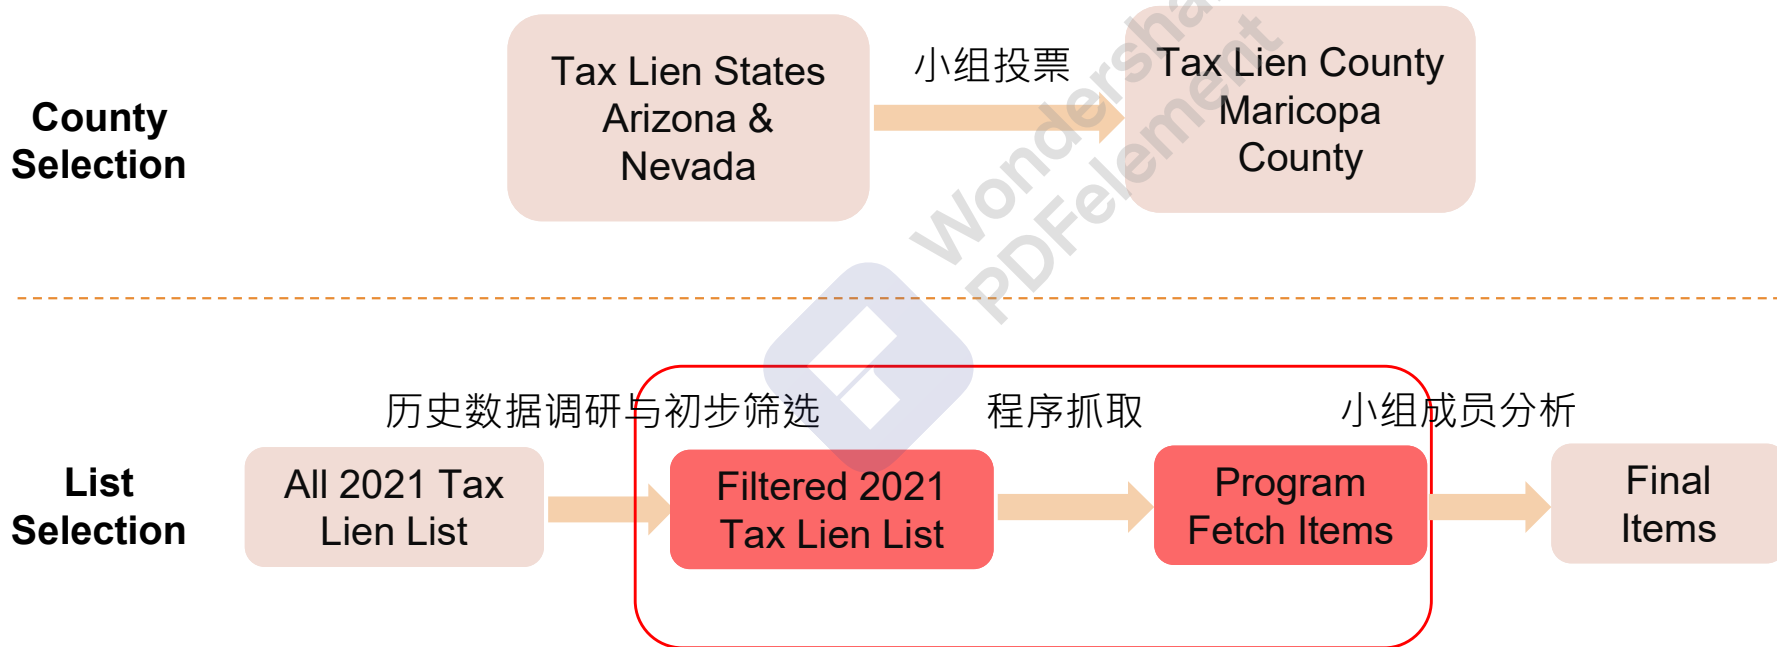 County
Selection
Tax Lien States
Arizona &
Nevada
小组投票
Tax Lien County
Maricopa
County
Wondershare
PDFelement
历史数据调研与初步筛选
程序抓取
小组成员分析
List
Selection
All 2021 Tax
Lien List
Filtered 2021
Tax Lien List
Program
Fetch Items
Final
Items